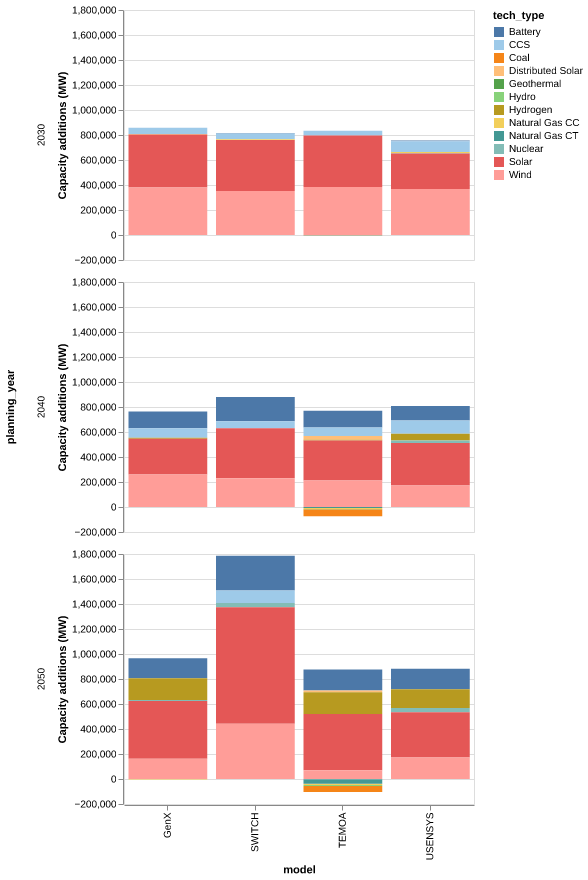 tech_type
Battery
CCS
Coal
Distributed Solar
Geothermal
Hydro
Hydrogen
Natural Gas CC
Natural Gas CT
Nuclear
Solar
Wind
planning_year
2030
Capacity additions (MW)
1,800,000
1,600,000
1,400,000
1,200,000
1,000,000
800,000
600,000
400,000
200,000
0
−200,000
2040
Capacity additions (MW)
1,800,000
1,600,000
1,400,000
1,200,000
1,000,000
800,000
600,000
400,000
200,000
0
−200,000
2050
Capacity additions (MW)
1,800,000
1,600,000
1,400,000
1,200,000
1,000,000
800,000
600,000
400,000
200,000
0
−200,000
GenX
SWITCH
TEMOA
USENSYS
model